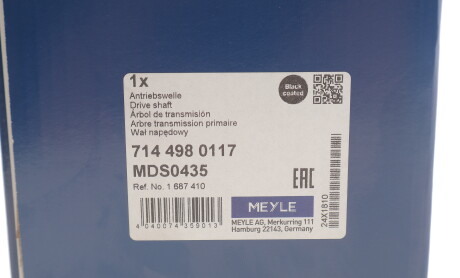 1x
Antriebswelle
Drive shaft
Árbol de transmisión
Arbre transmission primaire
Wał napędowy
Black
coated
714 498 0117
MDS0435
Ref. No. 1 687 410
EAC
MEYLE
MEYLE AG, Merkurring 111
Hamburg 22143, Germany
4 040074 359013
24X1810